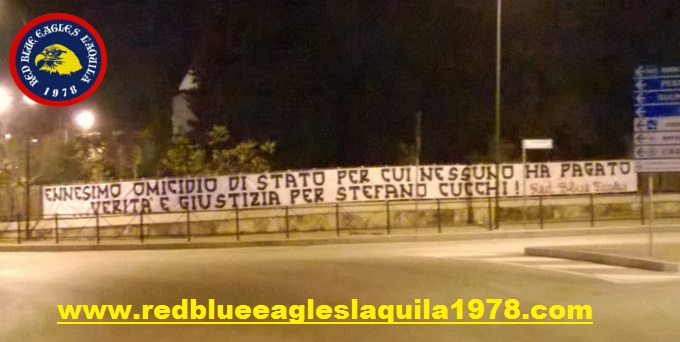 RED BLUE EAGLES L'AQUILA
1978
ENNESIMO OMICIDIO DI STATO PER CUI NESSUNO HA PAGATO
VERITA' E GIUSTIZIA PER STEFANO CUCCHI! Red Blue Eagles
www.redblueeagleslaquila1978.com